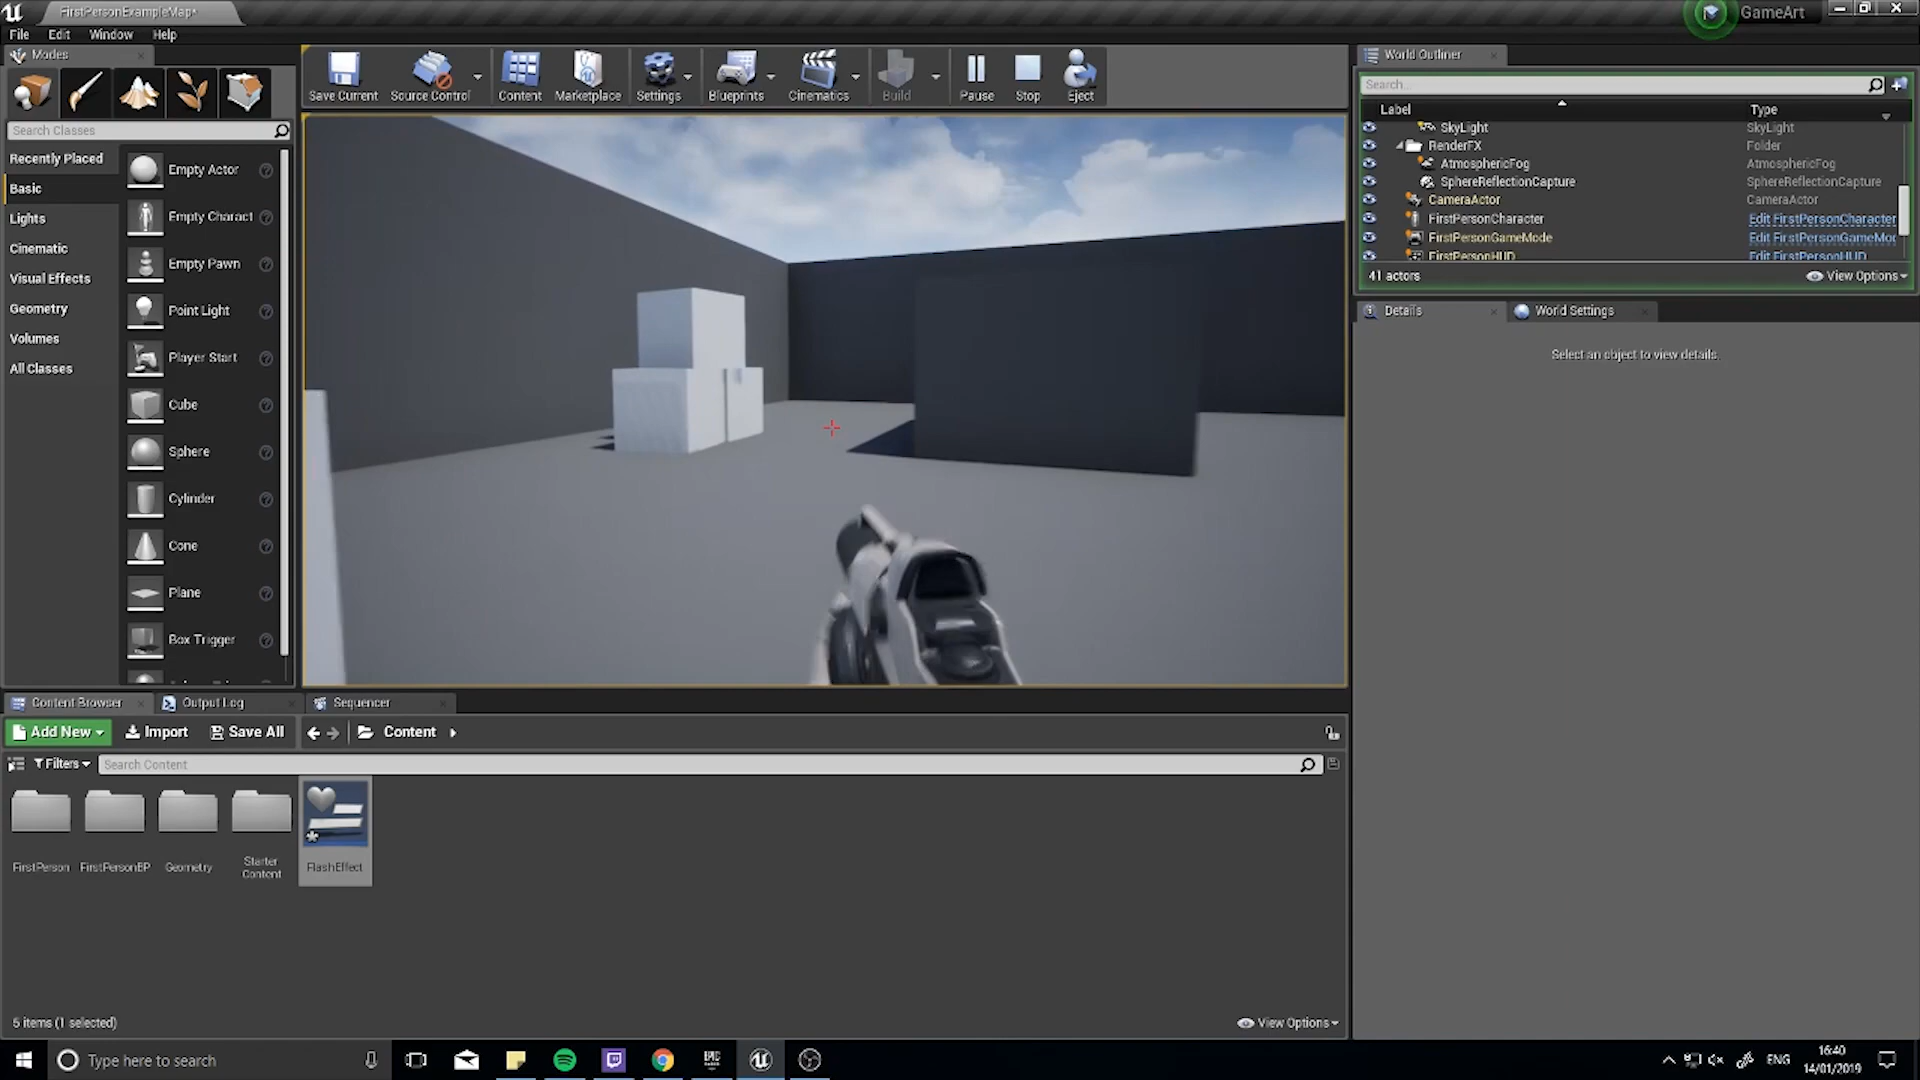 FirstPersonExampleMap*
GameArt
File Edit Window Help
Modes
Save Current
Source Control
Content
Marketplace
Settings
Blueprints
Cinematics
Build
Pause
Stop
Eject
Search Classes
Recently Placed
Basic
Lights
Cinematic
Visual Effects
Geometry
Volumes
All Classes
Empty Actor
Empty Charact
Empty Pawn
Point Light
Player Start
Cube
Sphere
Cylinder
Cone
Plane
Box Trigger
World Outliner
Search...
Label Type
SkyLight SkyLight
RenderFX Folder
AtmosphericFog AtmosphericFog
SphereReflectionCapture SphereReflectionCapture
CameraActor CameraActor
FirstPersonCharacter Edit FirstPersonCharacter
FirstPersonGameMode Edit FirstPersonGameMod
FirstPersonHUD Edit FirstPersonHUD
41 actors View Options
Details World Settings
Select an object to view details.
Content Browser Output Log Sequencer
Add New Import Save All Content
Filters Search Content
FirstPerson
FirstPersonBP
Geometry
Starter
Content
FlashEffect
5 items (1 selected) View Options
Type here to search
EPIC
ENG
16:40
14/01/2019